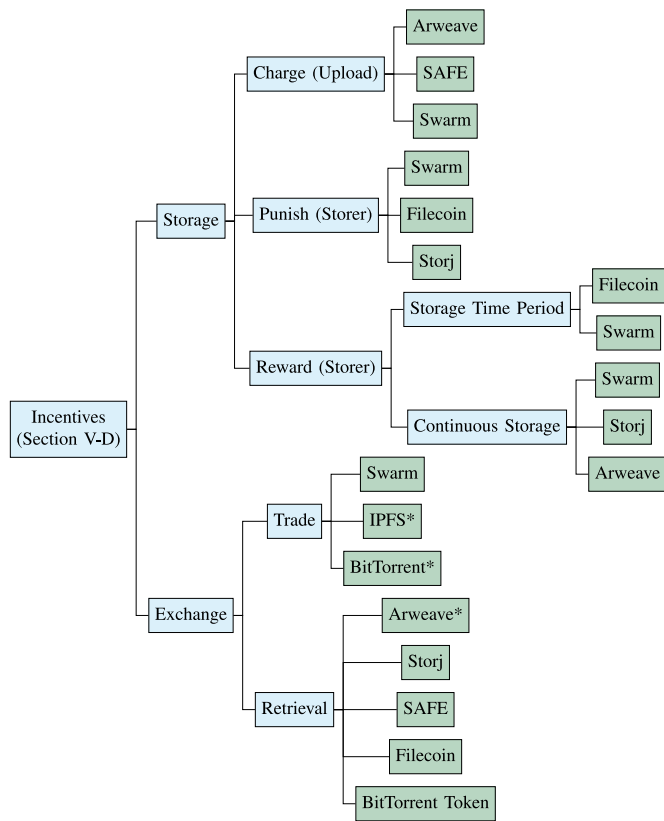 Arweave
Charge (Upload)
SAFE
Swarm
Swarm
Storage
Punish (Storer)
Filecoin
Storj
Filecoin
Storage Time Period
Swarm
Reward (Storer)
Swarm
Incentives
(Section V-D)
Continuous Storage
Storj
Arweave
Swarm
Trade
IPFS*
BitTorrent*
Exchange
Arweave*
Storj
Retrieval
SAFE
Filecoin
BitTorrent Token